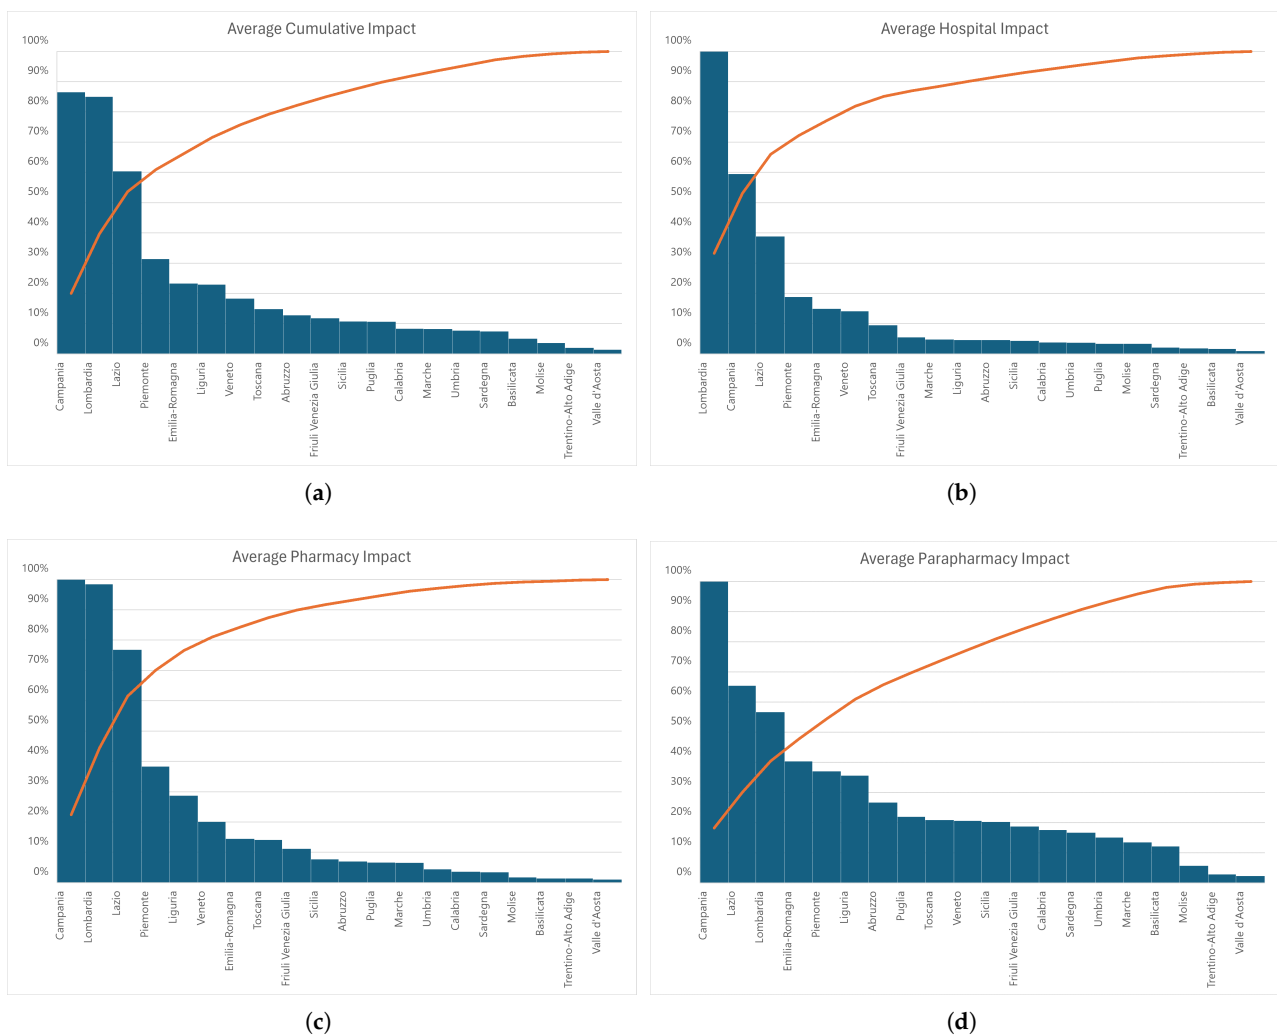 Average Cumulative Impact
100%
90%
80%
70%
60%
50%
40%
30%
20%
10%
0%
Campania
Lombardia
Lazio
Piemonte
Emilia-Romagna
Liguria
Veneto
Toscana
Abruzzo
Friuli Venezia Giulia
Sicilia
Puglia
Calabria
Marche
Umbria
Sardegna
Basilicata
Molise
Trentino-Alto Adige
Valle d'Aosta
(a)
Average Hospital Impact
100%
90%
80%
70%
60%
50%
40%
30%
20%
10%
0%
Lombardia
Campania
Lazio
Piemonte
Emilia-Romagna
Veneto
Toscana
Friuli Venezia Giulia
Marche
Liguria
Abruzzo
Sicilia
Calabria
Umbria
Puglia
Molise
Sardegna
Trentino-Alto Adige
Basilicata
Valle d'Aosta
(b)
Average Pharmacy Impact
100%
90%
80%
70%
60%
50%
40%
30%
20%
10%
0%
Campania
Lombardia
Lazio
Piemonte
Liguria
Veneto
Emilia-Romagna
Toscana
Friuli Venezia Giulia
Sicilia
Abruzzo
Puglia
Marche
Umbria
Calabria
Sardegna
Molise
Basilicata
Trentino-Alto Adige
Valle d'Aosta
(c)
Average Parapharmacy Impact
100%
90%
80%
70%
60%
50%
40%
30%
20%
10%
0%
Campania
Lazio
Lombardia
Emilia-Romagna
Piemonte
Liguria
Abruzzo
Puglia
Toscana
Veneto
Sicilia
Friuli Venezia Giulia
Calabria
Sardegna
Umbria
Marche
Basilicata
Molise
Trentino-Alto Adige
Valle d'Aosta
(d)